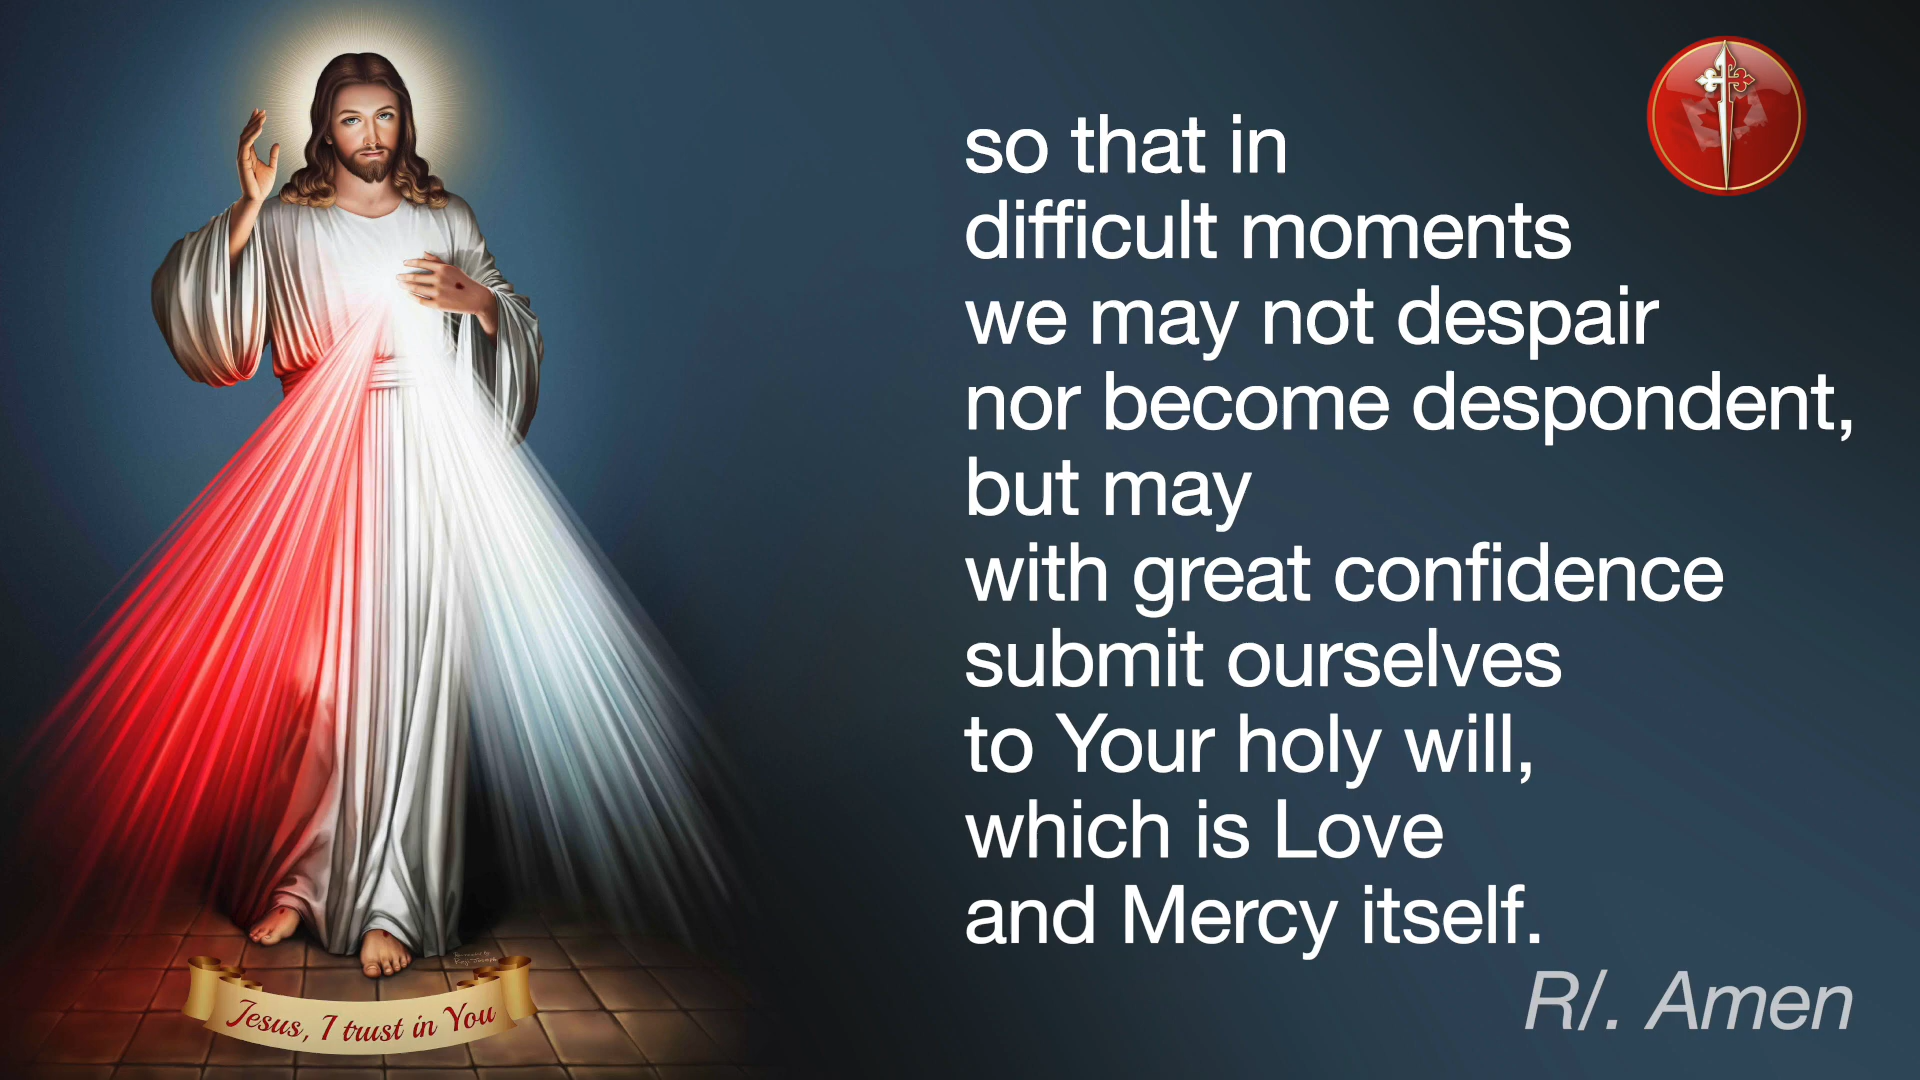 so that in
difficult moments
we may not despair
nor become despondent,
but may
with great confidence
submit ourselves
to Your holy will,
which is Love
and Mercy itself.
R/. Amen
Jesus, I trust in You